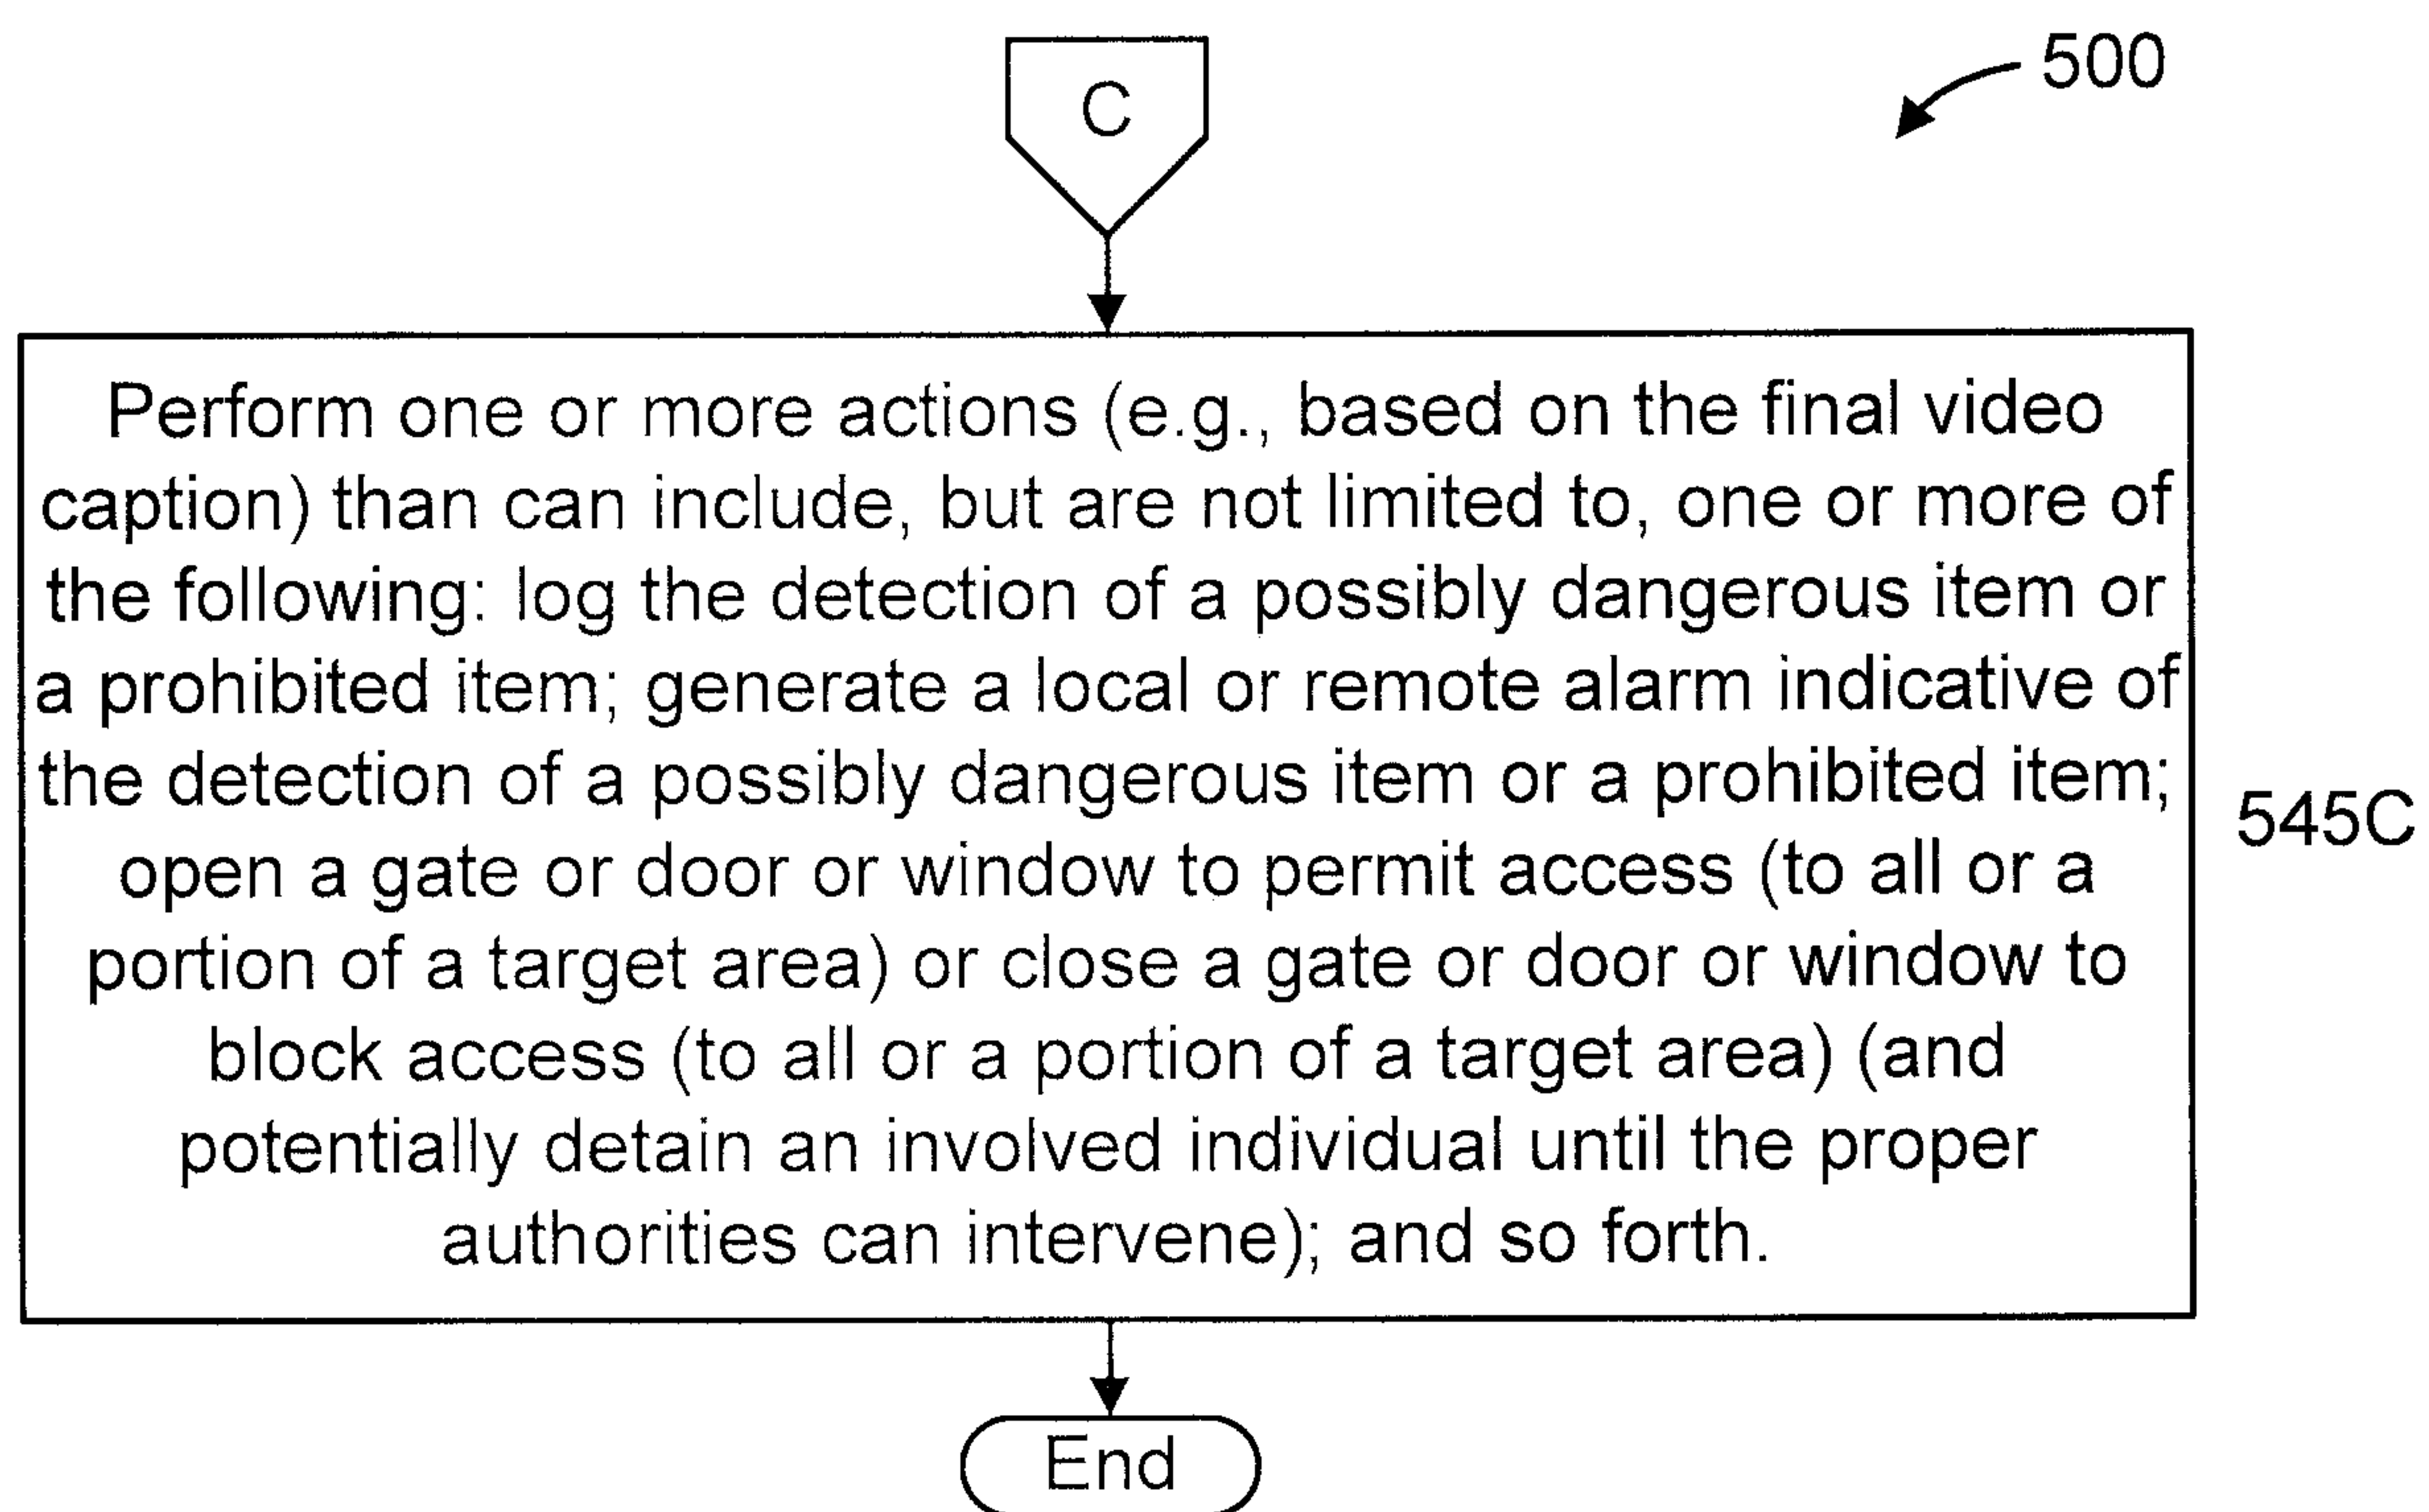 C
500
Perform one or more actions (e.g., based on the final video
caption) than can include, but are not limited to, one or more of
the following: log the detection of a possibly dangerous item or
a prohibited item; generate a local or remote alarm indicative of
the detection of a possibly dangerous item or a prohibited item;
open a gate or door or window to permit access (to all or a
portion of a target area) or close a gate or door or window to
block access (to all or a portion of a target area) (and
potentially detain an involved individual until the proper
authorities can intervene); and so forth.
545C
End